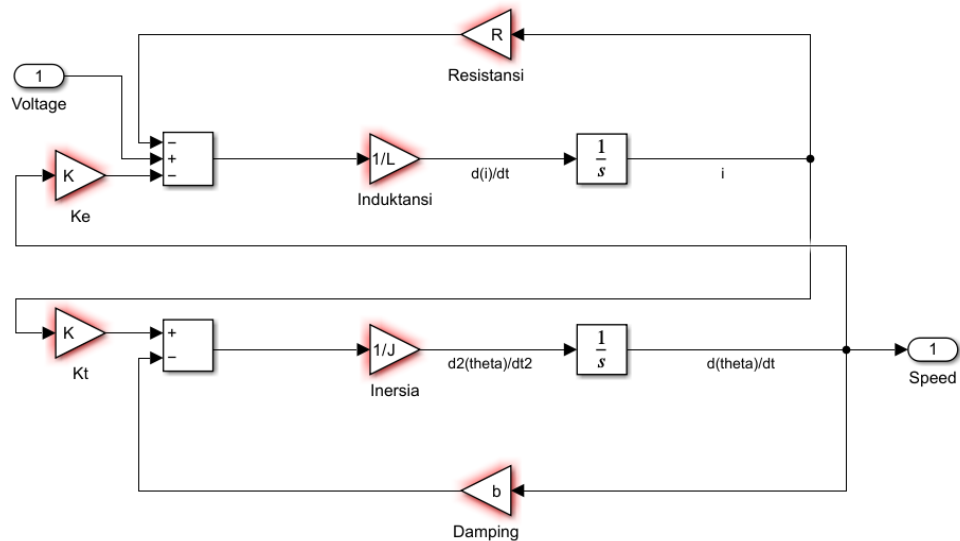 R
Resistansi
1
Voltage
−
+
−
K
Ke
1/L
Induktansi
d(i)/dt
1
s
i
K
Kt
+
−
1/J
Inersia
d2(theta)/dt2
1
s
d(theta)/dt
1
Speed
b
Damping